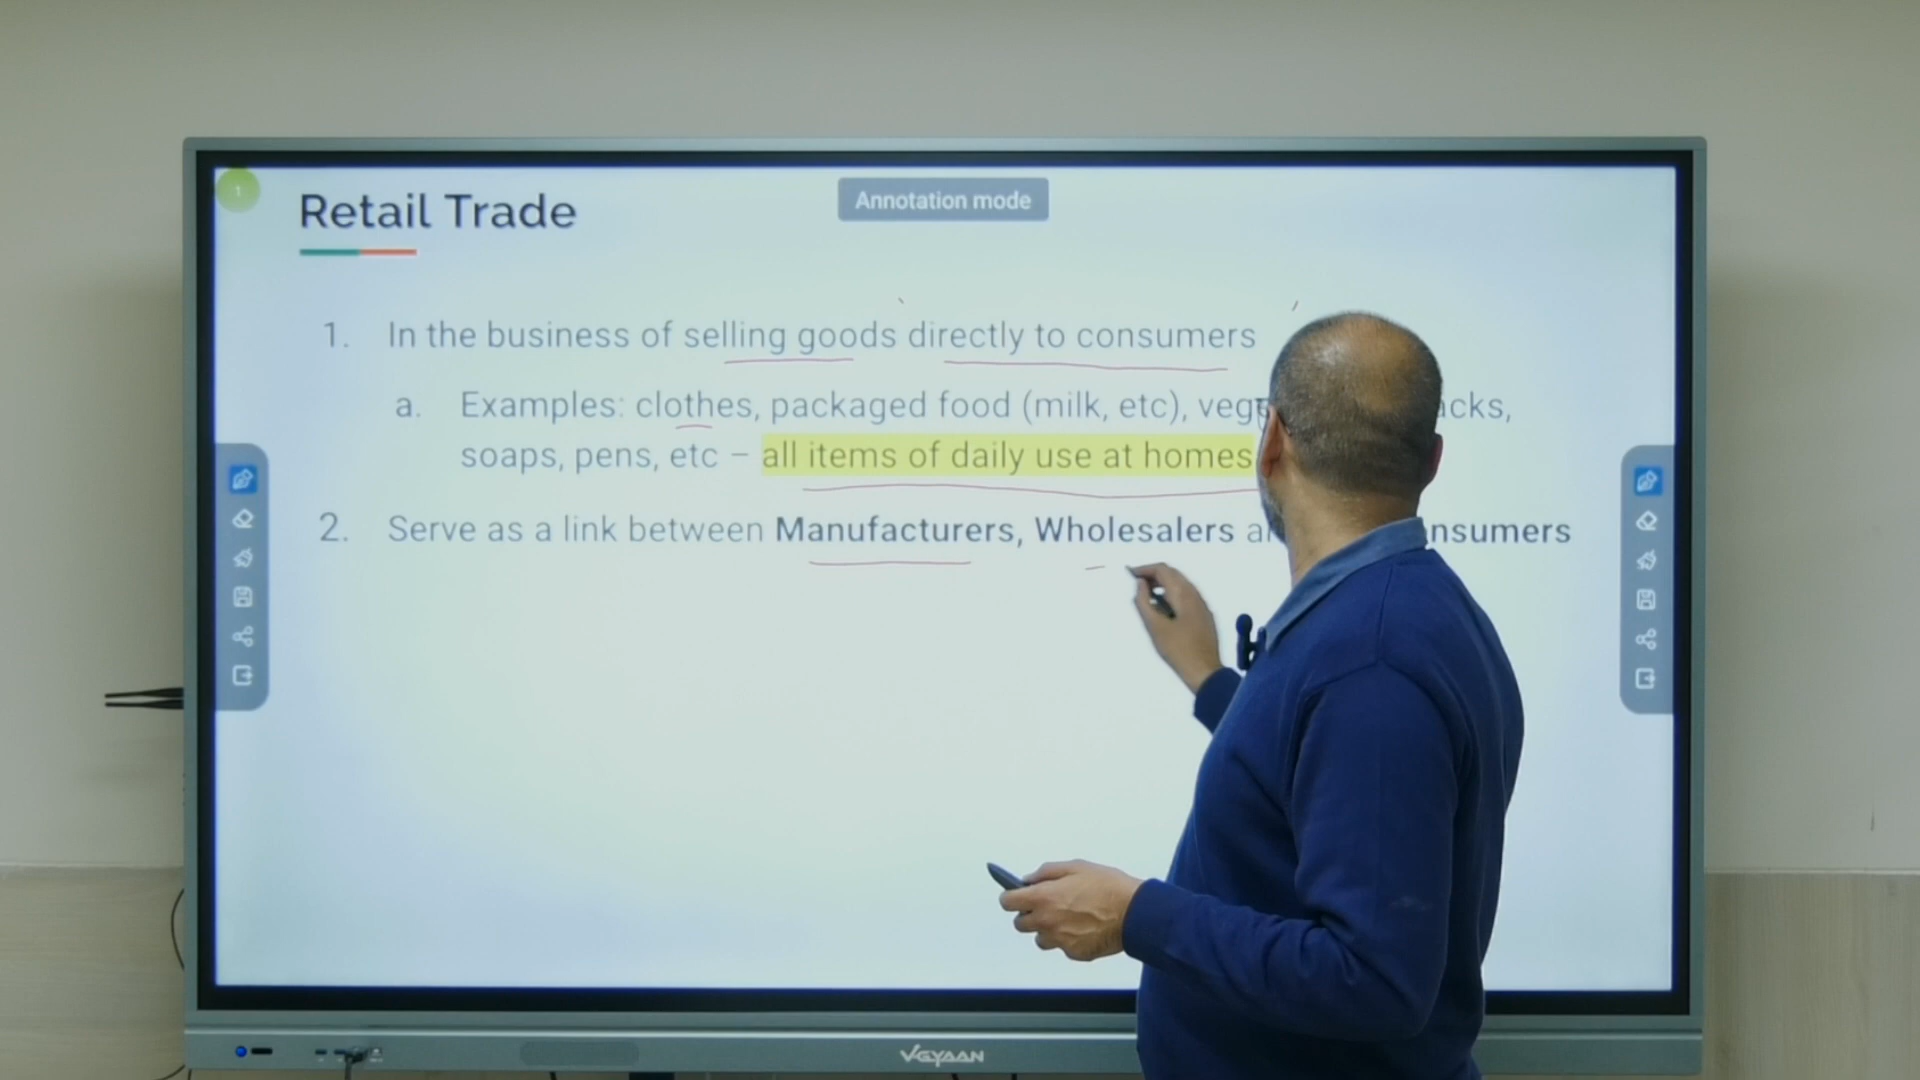 1
Retail Trade
Annotation mode
1. In the business of selling goods directly to consumers
a. Examples: clothes, packaged food (milk, etc),
soaps, pens, etc – all items of daily use at homes
2. Serve as a link between Manufacturers, Wholesalers
VGYAAN